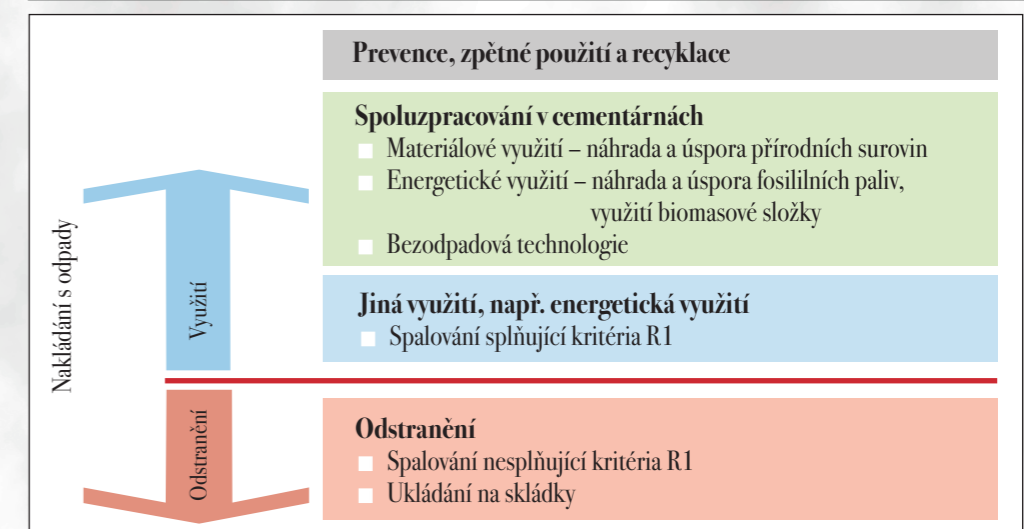 Prevence, zpětné použití a recyklace
Spoluzpracování v cementárnách
Materiálové využití – náhrada a úspora přírodních surovin
Energetické využití – náhrada a úspora fosililních paliv,
využití biomasové složky
Bezodpadová technologie
Jiná využití, např. energetická využití
Spalování splňující kritéria R1
Odstranění
Spalování nesplňující kritéria R1
Ukládání na skládky
Nakládání s odpady
Využití
Odstranění